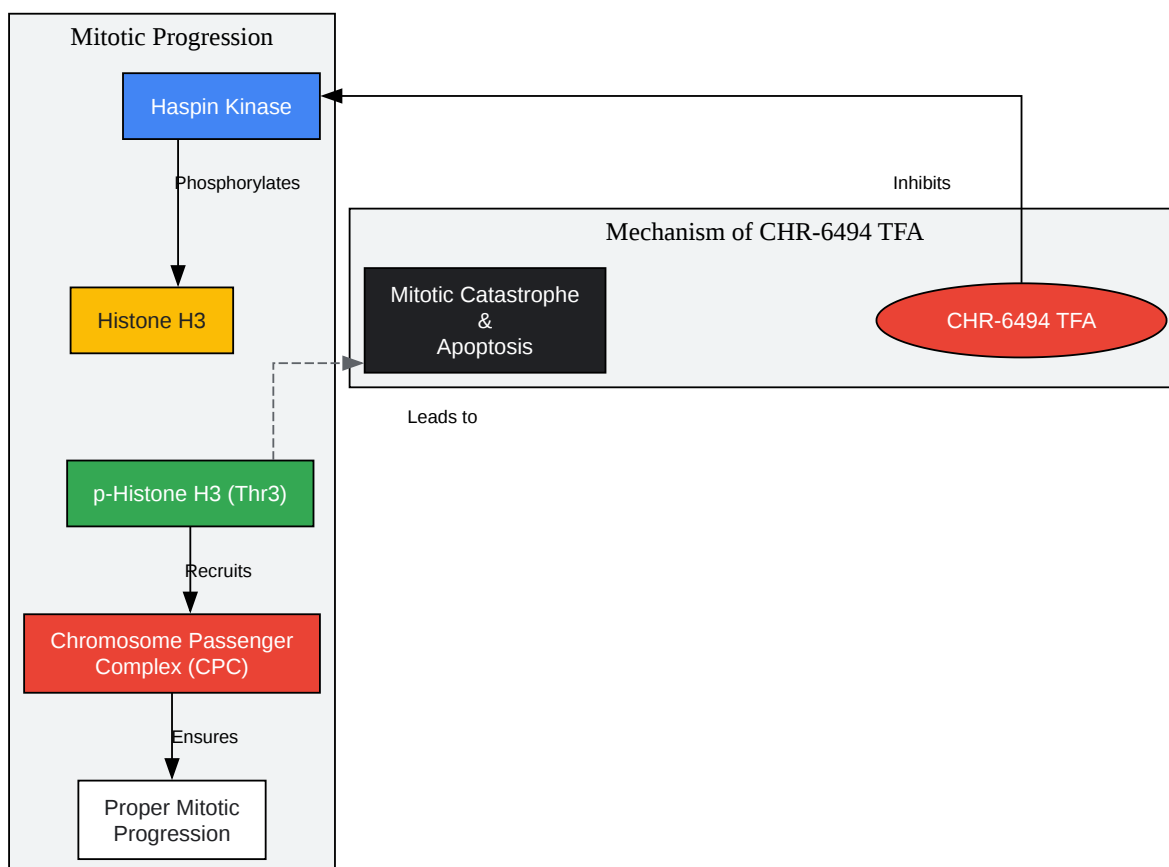 Mitotic Progression
Haspin Kinase
Phosphorylates
Inhibits
Mechanism of CHR-6494 TFA
Mitotic Catastrophe
&
Apoptosis
CHR-6494 TFA
Histone H3
Leads to
p-Histone H3 (Thr3)
Recruits
Chromosome Passenger
Complex (CPC)
Ensures
Proper Mitotic
Progression